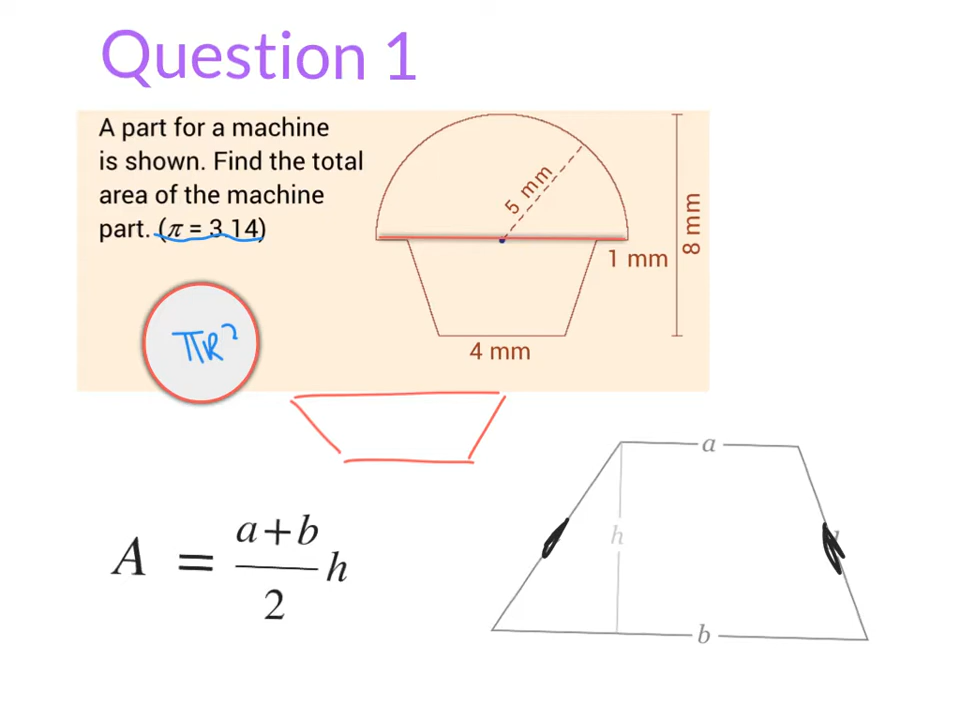 Question 1
A part for a machine
is shown. Find the total
area of the machine
part. (π = 3.14)
5 mm
1 mm
8 mm
4 mm
πR²
A = a+b/2 h
a
h
b